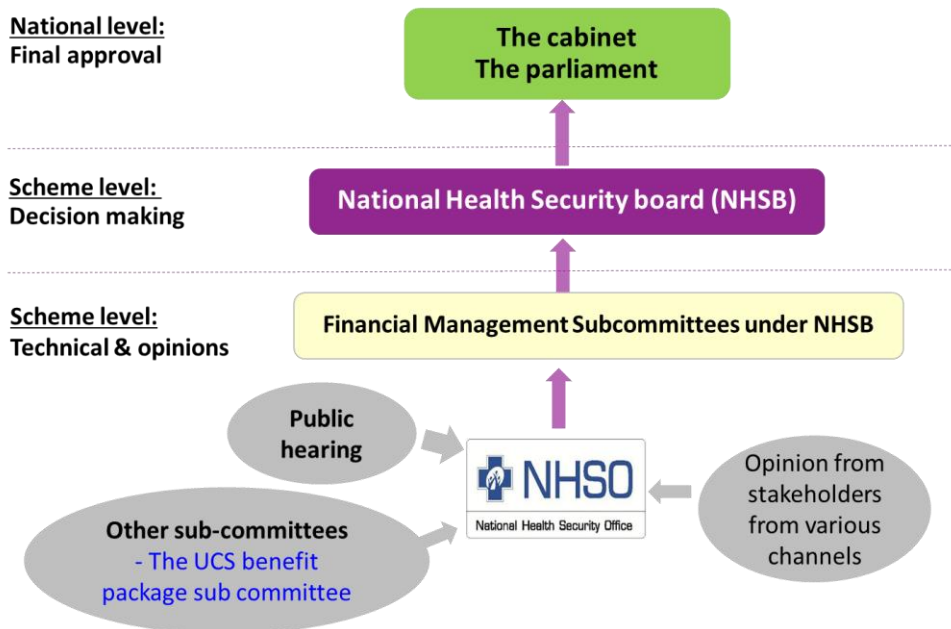 National level:
Final approval
The cabinet
The parliament
Scheme level:
Decision making
National Health Security board (NHSB)
Scheme level:
Technical & opinions
Financial Management Subcommittees under NHSB
Public
hearing
NHSO
National Health Security Office
Opinion from
stakeholders
from various
channels
Other sub-committees
- The UCS benefit
package sub committee